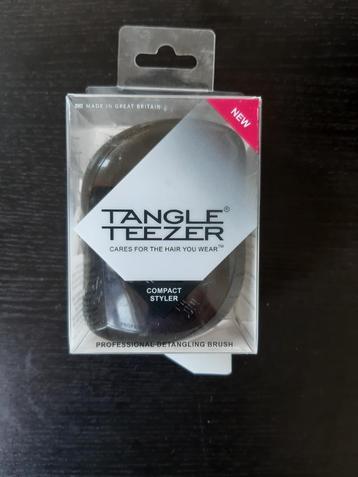 MADE IN GREAT BRITAIN
NEW
TANGLE®
TEEZER
CARES FOR THE HAIR YOU WEAR™
COMPACT
STYLER
PROFESSIONAL DETANGLING BRUSH